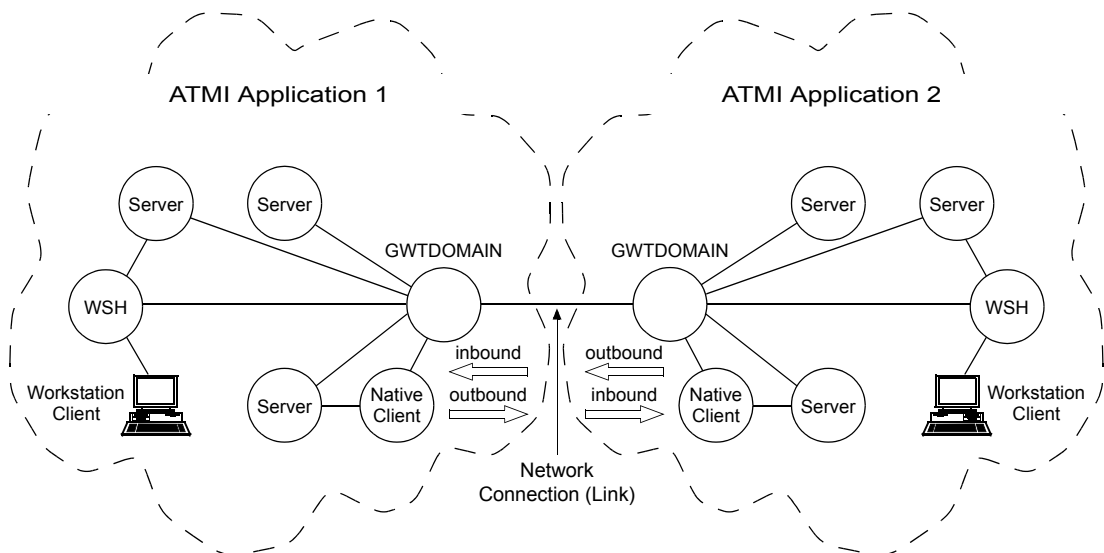 ATMI Application 1
ATMI Application 2
Server
Server
Server
Server
GWTDOMAIN
GWTDOMAIN
WSH
WSH
inbound
outbound
Workstation
Client
Server
Native
Client
outbound
inbound
Native
Client
Server
Workstation
Client
Network
Connection (Link)